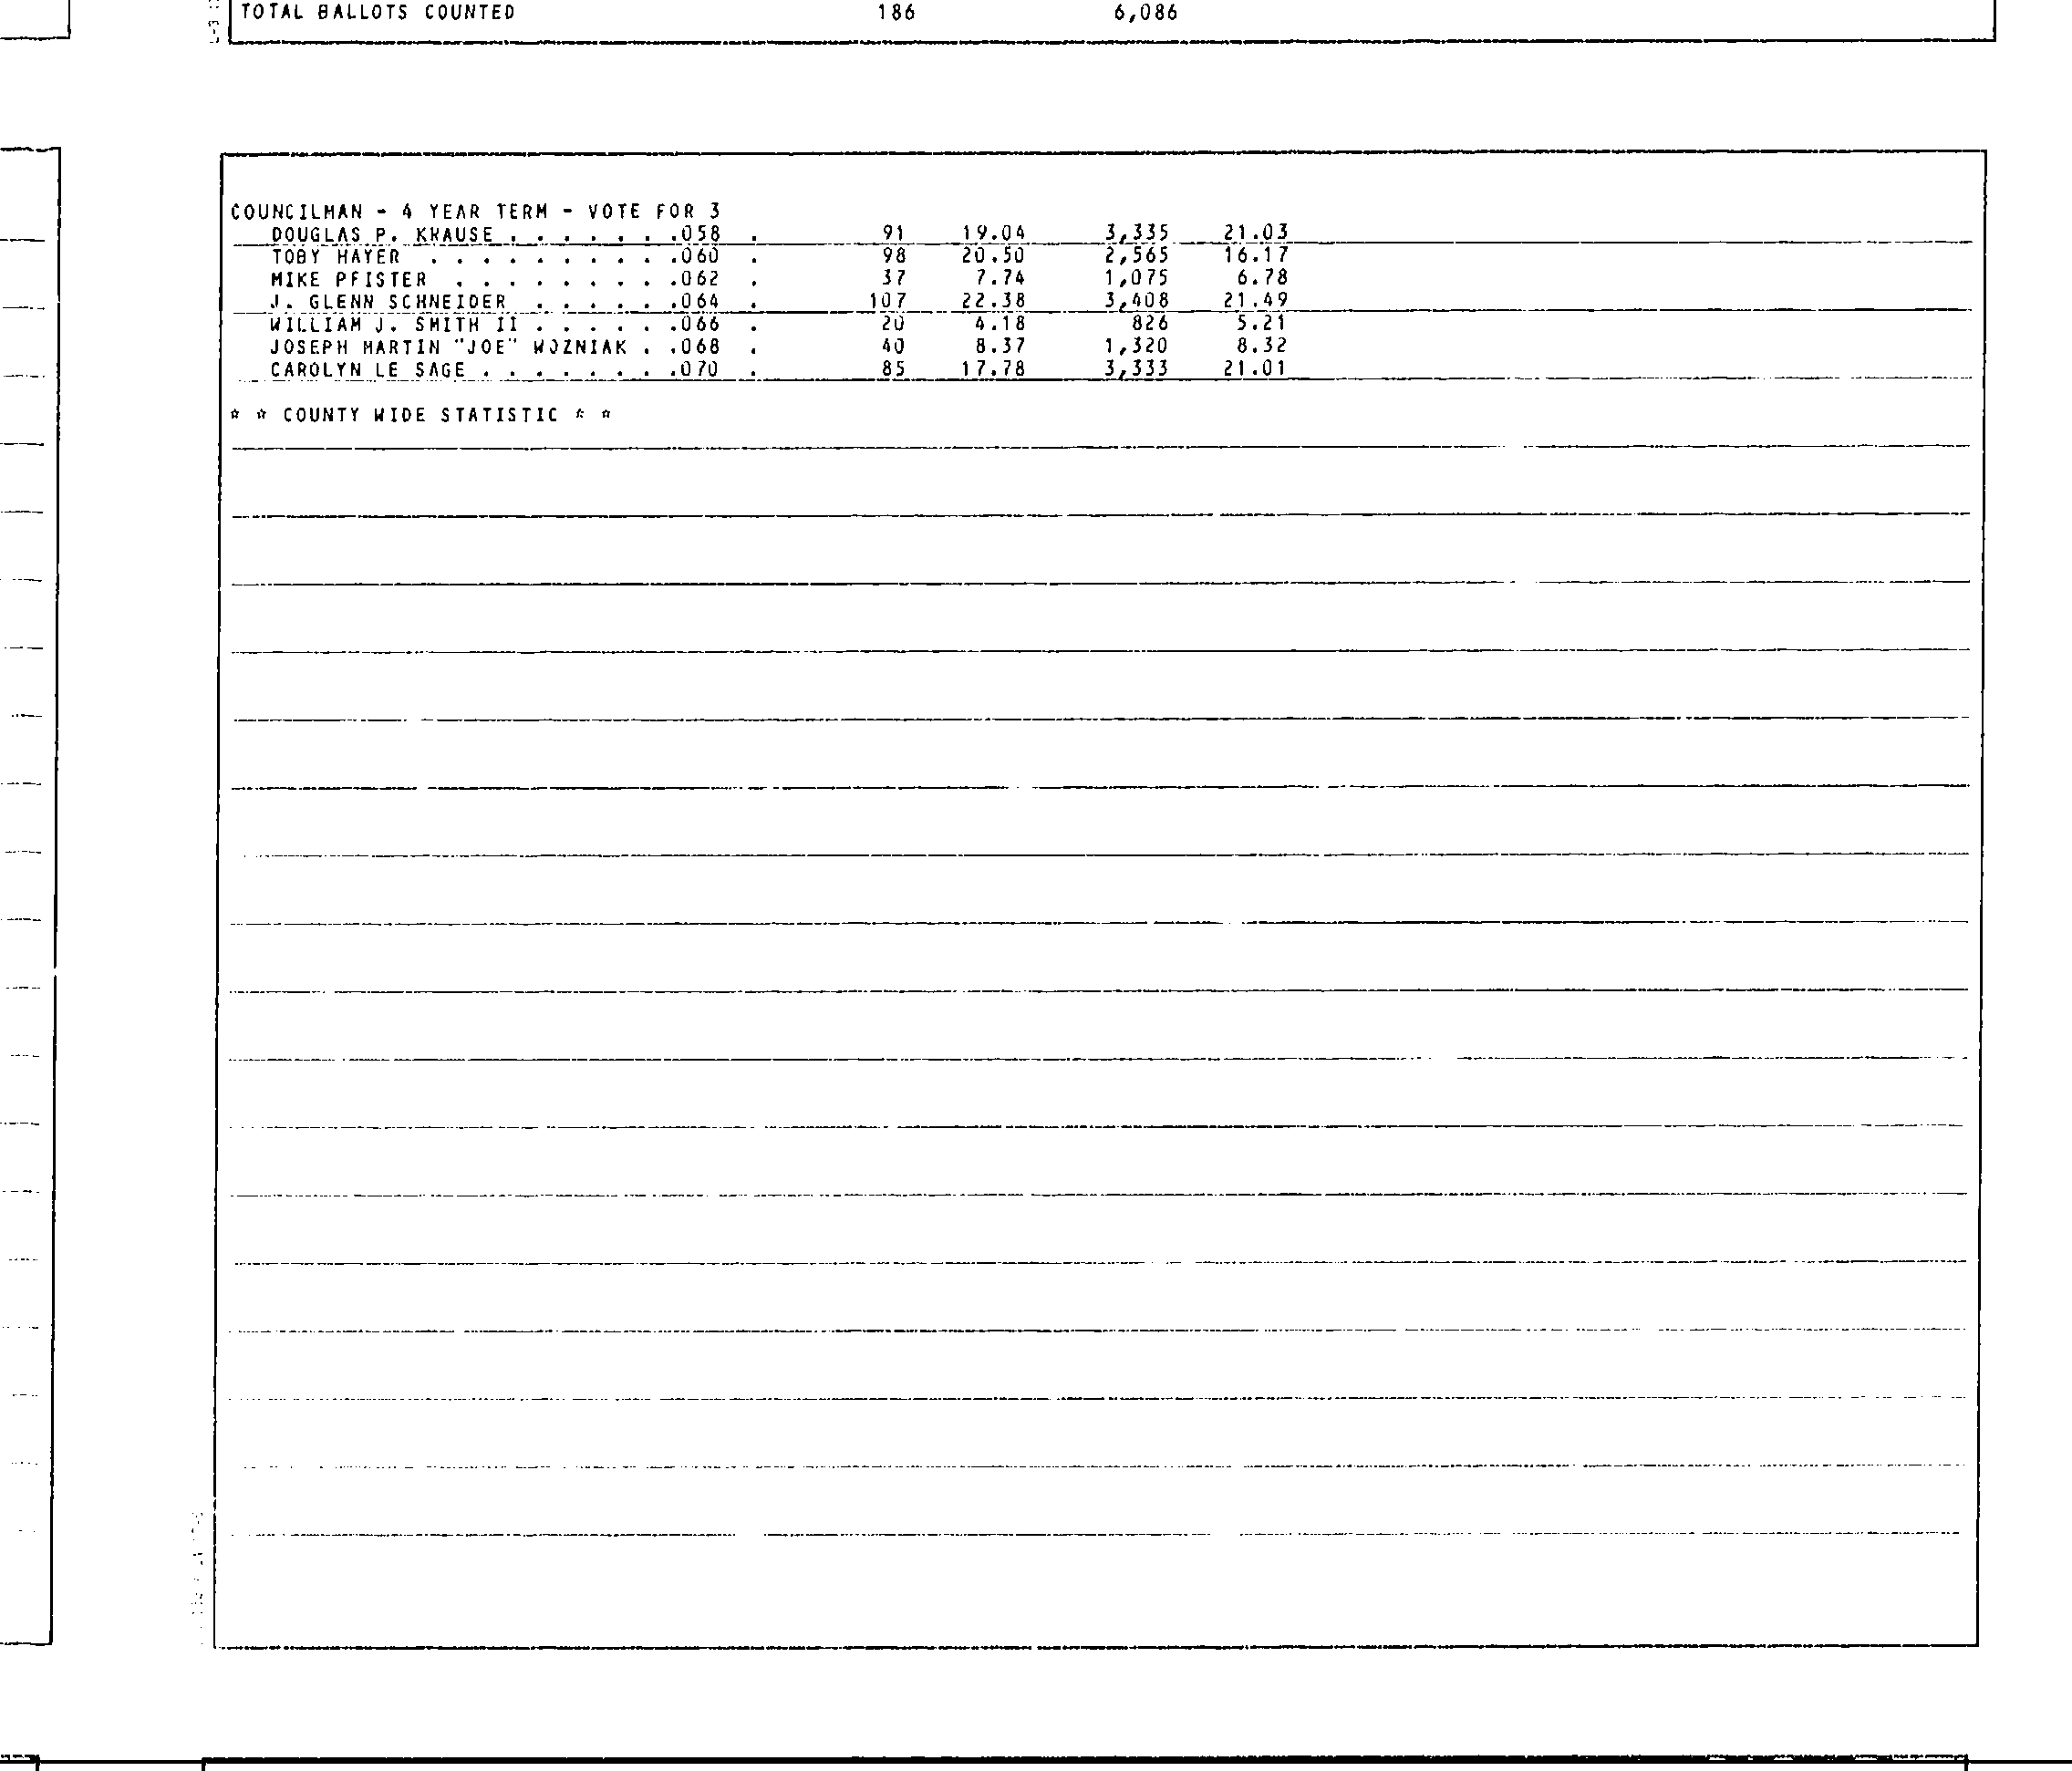 TOTAL BALLOTS COUNTED 186 6,086
COUNCILMAN - 4 YEAR TERM - VOTE FOR 3
DOUGLAS P. KRAUSE . . . . . . .058 . 91 19.04 3,335 21.03
TOBY HAYER . . . . . . . . . .060 . 98 20.50 2,565 16.17
MIKE PFISTER . . . . . . . . .062 . 37 7.74 1,075 6.78
J. GLENN SCHNEIDER . . . . . .064 . 107 22.38 3,408 21.49
WILLIAM J. SMITH II . . . . . .066 . 20 4.18 826 5.21
JOSEPH MARTIN "JOE" WOZNIAK . .068 . 40 8.37 1,320 8.32
CAROLYN LE SAGE . . . . . . . .070 . 85 17.78 3,333 21.01
* * COUNTY WIDE STATISTIC * *